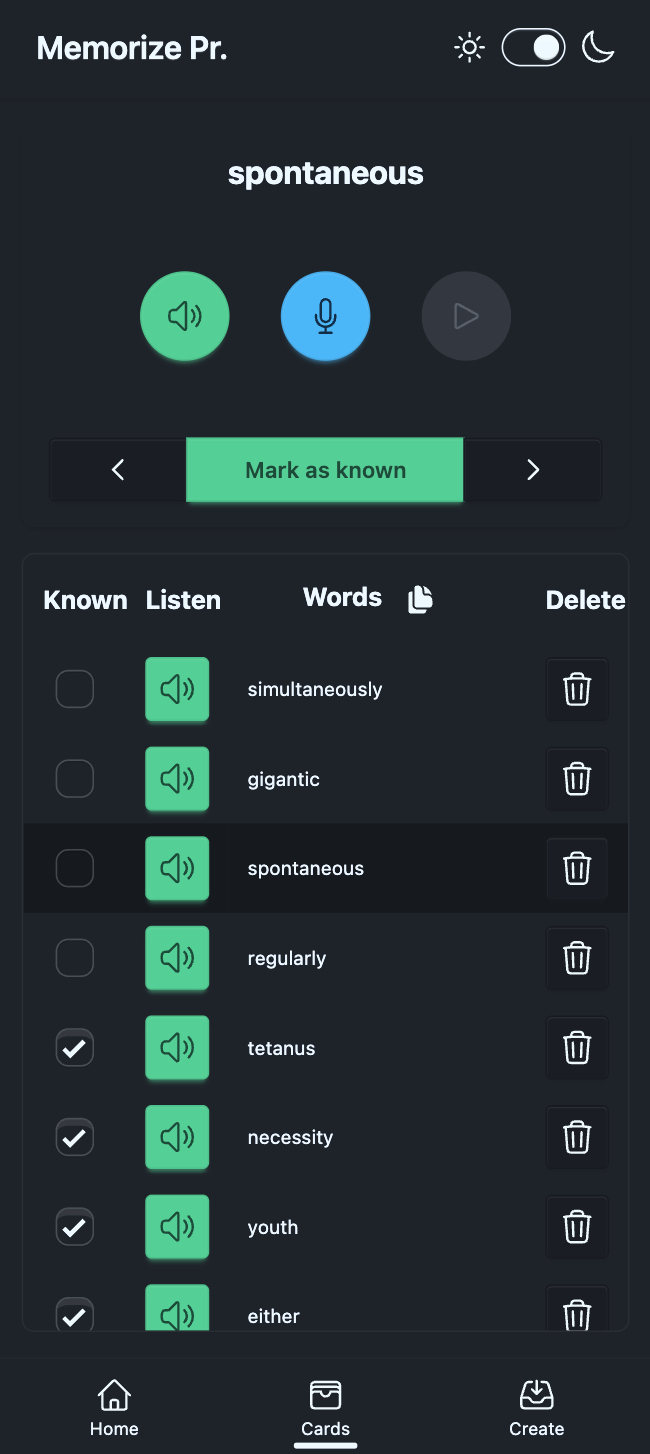 Memorize Pr.
spontaneous
Mark as known
Known Listen Words Delete
simultaneously
gigantic
spontaneous
regularly
tetanus
necessity
youth
either
Home Cards Create